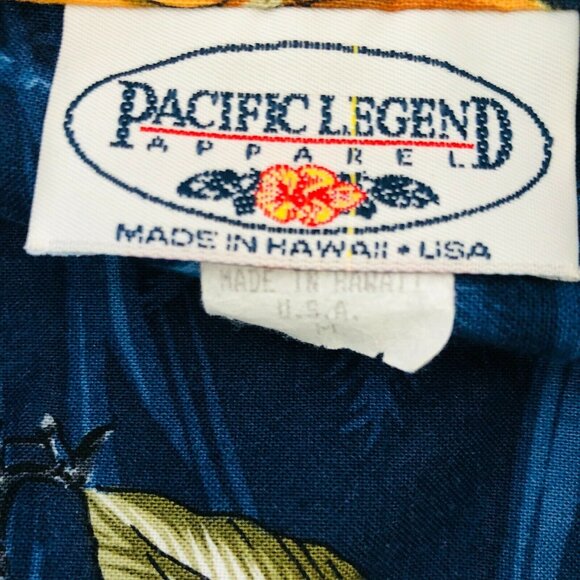 PACIFIC LEGEND
APPAREL
MADE IN HAWAII • USA
MADE IN HAWAII
U.S.A.
M